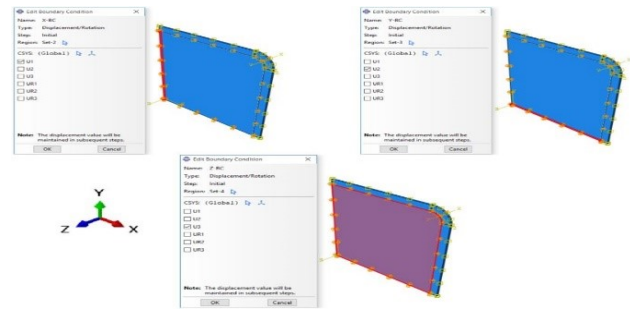 Edit Boundary Condition
Name: X-BC
Type: Displacement/Rotation
Step: Initial
Region: Set-2
CSYS: (Global)
U1
U2
U3
UR1
UR2
UR3
Note: The displacement value will be
maintained in subsequent steps.
OK Cancel
Edit Boundary Condition
Name: Y-BC
Type: Displacement/Rotation
Step: Initial
Region: Set-3
CSYS: (Global)
U1
U2
U3
UR1
UR2
UR3
Note: The displacement value will be
maintained in subsequent steps.
OK Cancel
Edit Boundary Condition
Name: Z-BC
Type: Displacement/Rotation
Step: Initial
Region: Set-4
CSYS: (Global)
U1
U2
U3
UR1
UR2
UR3
Note: The displacement value will be
maintained in subsequent steps.
OK Cancel
Y
Z X